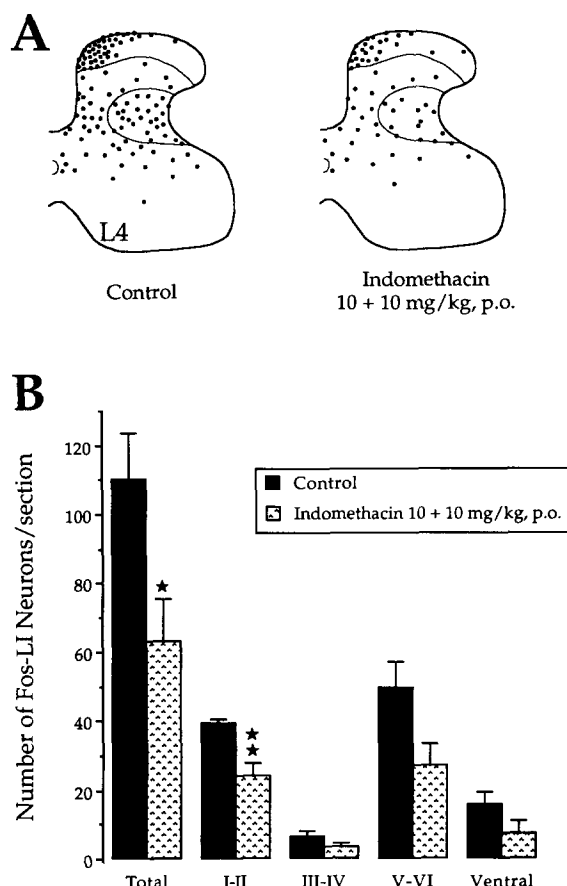 A
L4
Control
Indomethacin
10 + 10 mg/kg, p.o.
B
Number of Fos-LI Neurons/section
120
100
80
60
40
20
0
Control
Indomethacin 10 + 10 mg/kg, p.o.
Total I-II III-IV V-VI Ventral